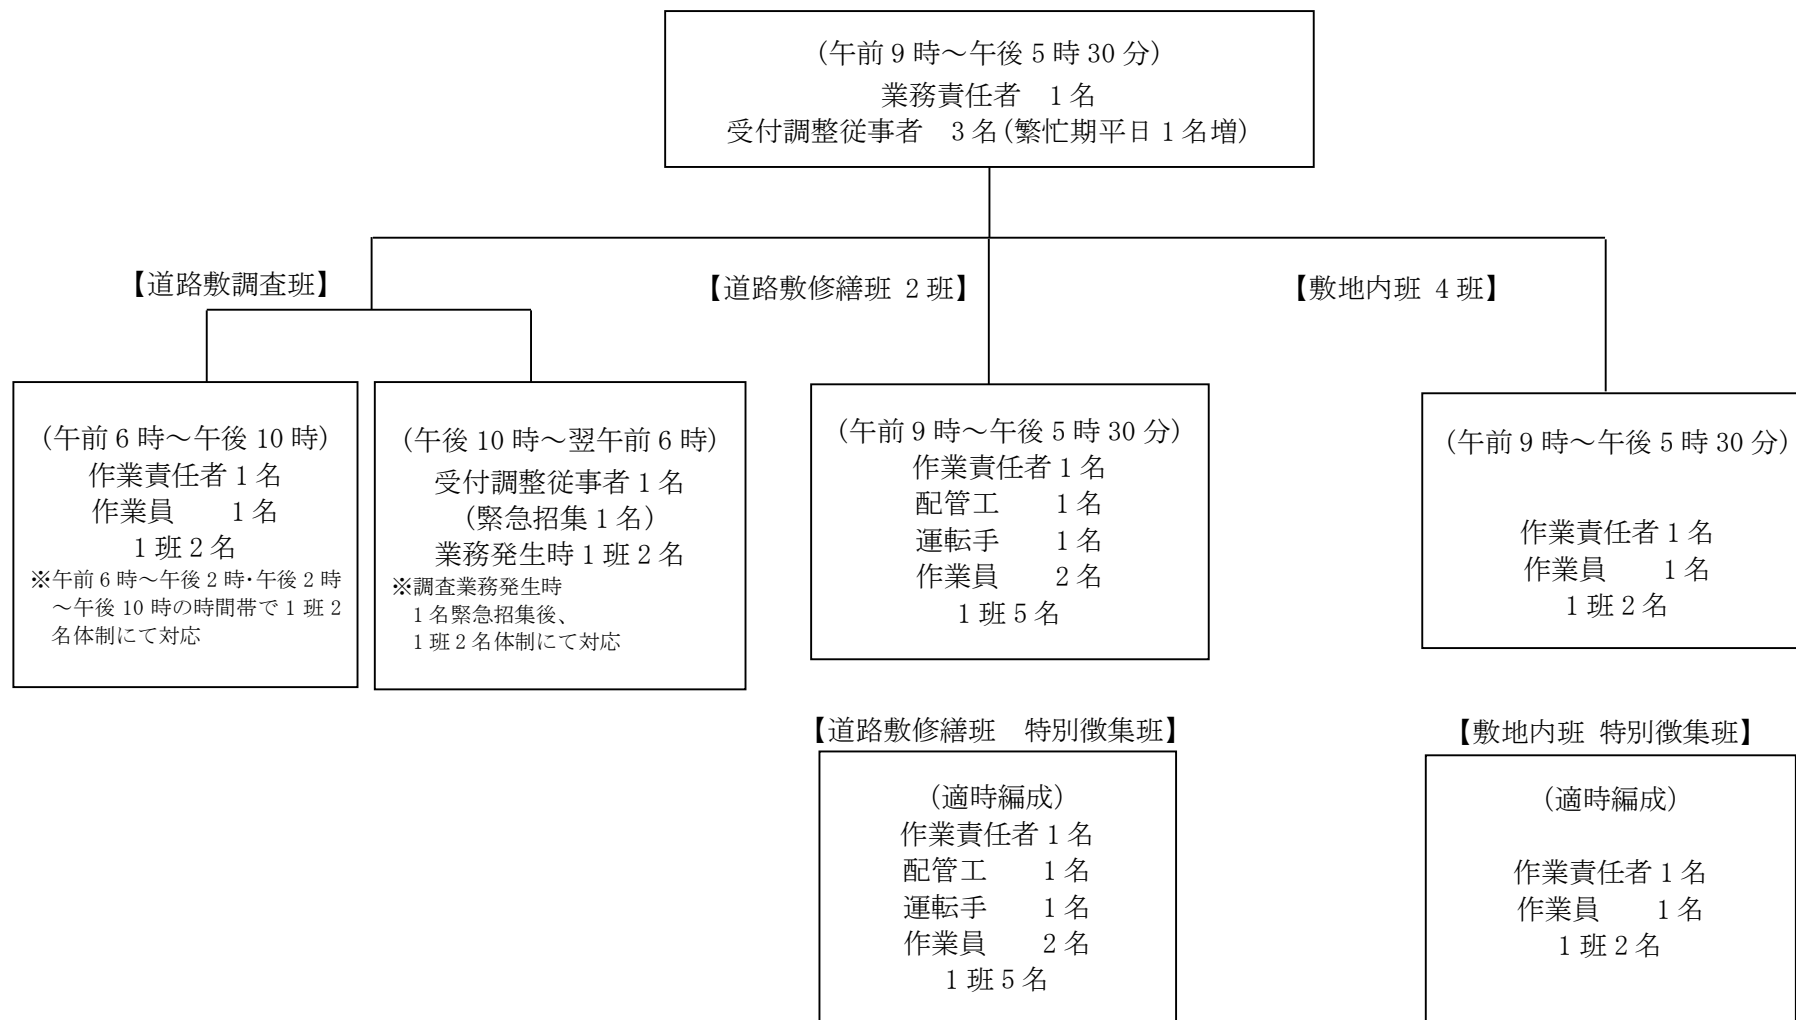 (午前9時～午後5時30分)
業務責任者　1名
受付調整従事者　3名(繁忙期平日1名増)
【道路敷調査班】
【道路敷修繕班 2班】
【敷地内班 4班】
(午前6時～午後10時)
作業責任者1名
作業員　　1名
1班2名
※午前6時～午後2時･午後2時
～午後10時の時間帯で1班2
名体制にて対応
(午後10時～翌午前6時)
受付調整従事者1名
(緊急招集1名)
業務発生時1班2名
※調査業務発生時
1名緊急招集後、
1班2名体制にて対応
(午前9時～午後5時30分)
作業責任者1名
配管工　　1名
運転手　　1名
作業員　　2名
1班5名
(午前9時～午後5時30分)
作業責任者1名
作業員　　1名
1班2名
【道路敷修繕班　特別徴集班】
(適時編成)
作業責任者1名
配管工　　1名
運転手　　1名
作業員　　2名
1班5名
【敷地内班 特別徴集班】
(適時編成)
作業責任者1名
作業員　　1名
1班2名